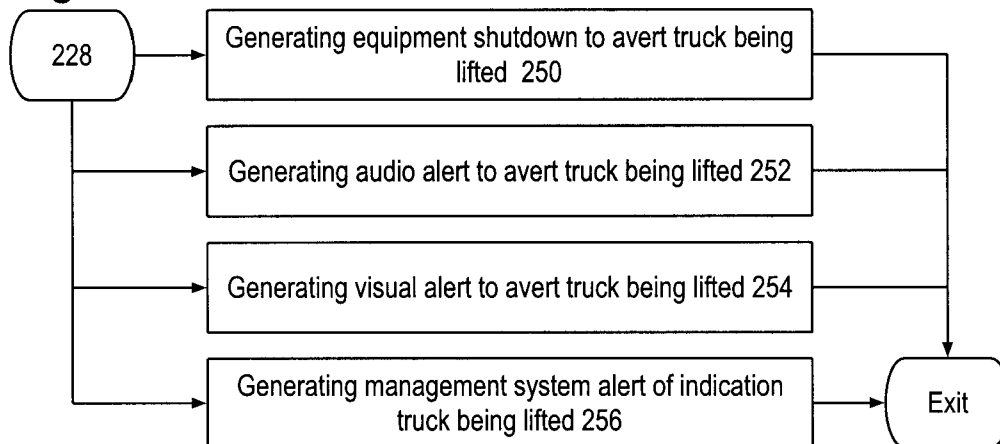 228
Generating equipment shutdown to avert truck being
lifted 250
Generating audio alert to avert truck being lifted 252
Generating visual alert to avert truck being lifted 254
Generating management system alert of indication
truck being lifted 256
Exit